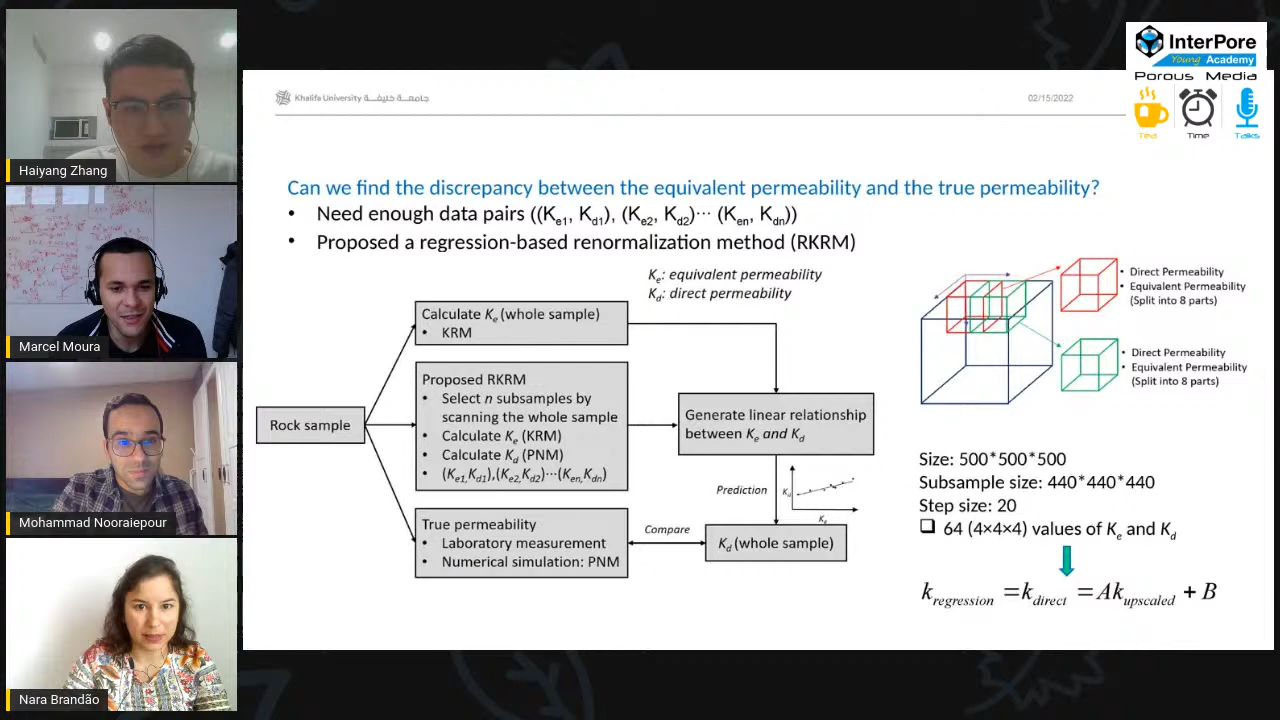 Haiyang Zhang
Marcel Moura
Mohammad Nooraiepour
Nara Brandão
InterPore
Young Academy
Porous Media
Tea Time Talks
Khalifa University جامعة خليفة
02/15/2022
Can we find the discrepancy between the equivalent permeability and the true permeability?
• Need enough data pairs ((Ke1, Kd1), (Ke2, Kd2)··· (Ken, Kdn))
• Proposed a regression-based renormalization method (RKRM)
Ke: equivalent permeability
Kd: direct permeability
Rock sample
Calculate Ke (whole sample)
• KRM
Proposed RKRM
• Select n subsamples by
scanning the whole sample
• Calculate Ke (KRM)
• Calculate Kd (PNM)
• (Ke1,Kd1),(Ke2,Kd2)···(Ken,Kdn)
True permeability
• Laboratory measurement
• Numerical simulation: PNM
Generate linear relationship
between Ke and Kd
Prediction
Kd
Ke
Compare
Kd (whole sample)
• Direct Permeability
• Equivalent Permeability
(Split into 8 parts)
• Direct Permeability
• Equivalent Permeability
(Split into 8 parts)
Size: 500*500*500
Subsample size: 440*440*440
Step size: 20
❑ 64 (4×4×4) values of Ke and Kd
kregression =kdirect =Akupscaled + B